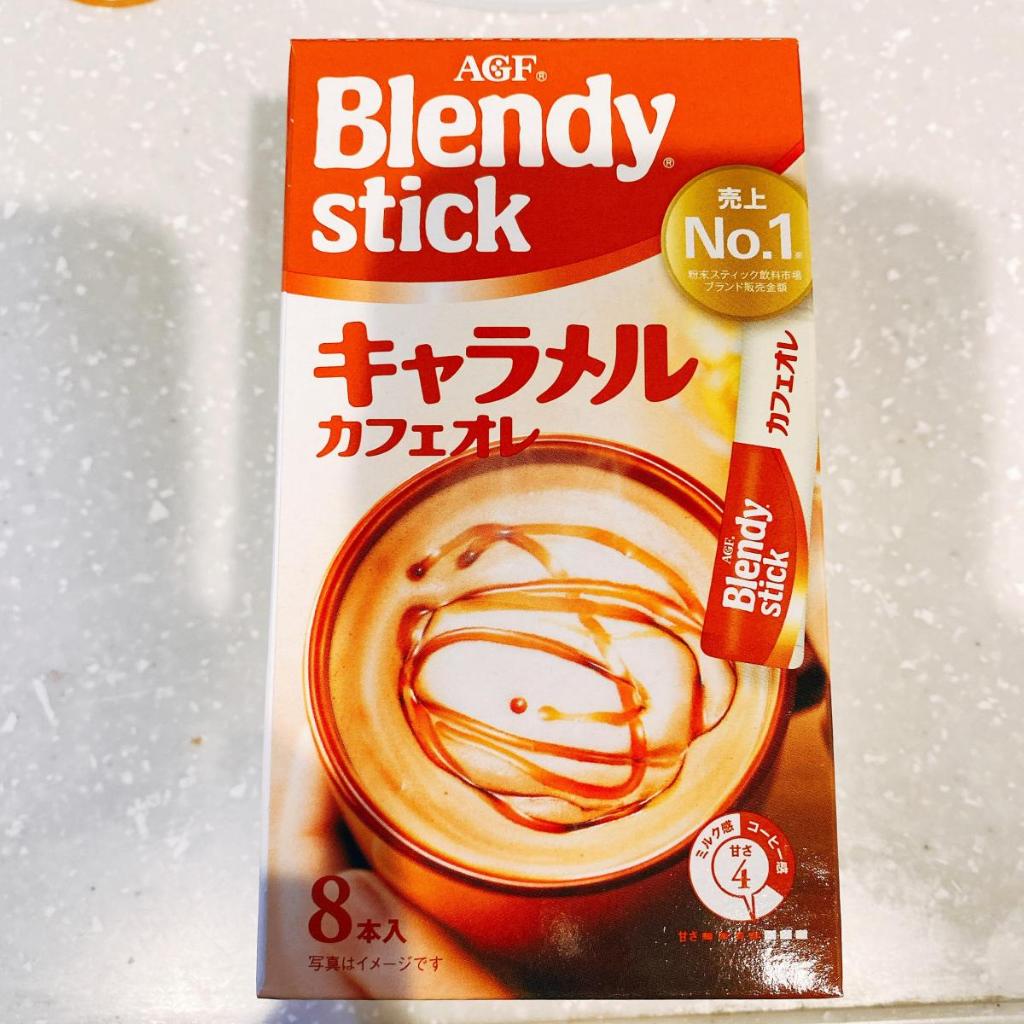 AGF®
Blendy®
stick
売上
No.1※
粉末スティック飲料市場
ブランド販売金額
キャラメル
カフェオレ
カフェオレ
AGF
Blendy
stick
ミルク感 コーヒー感
甘さ
4
甘さ
8本入
写真はイメージです